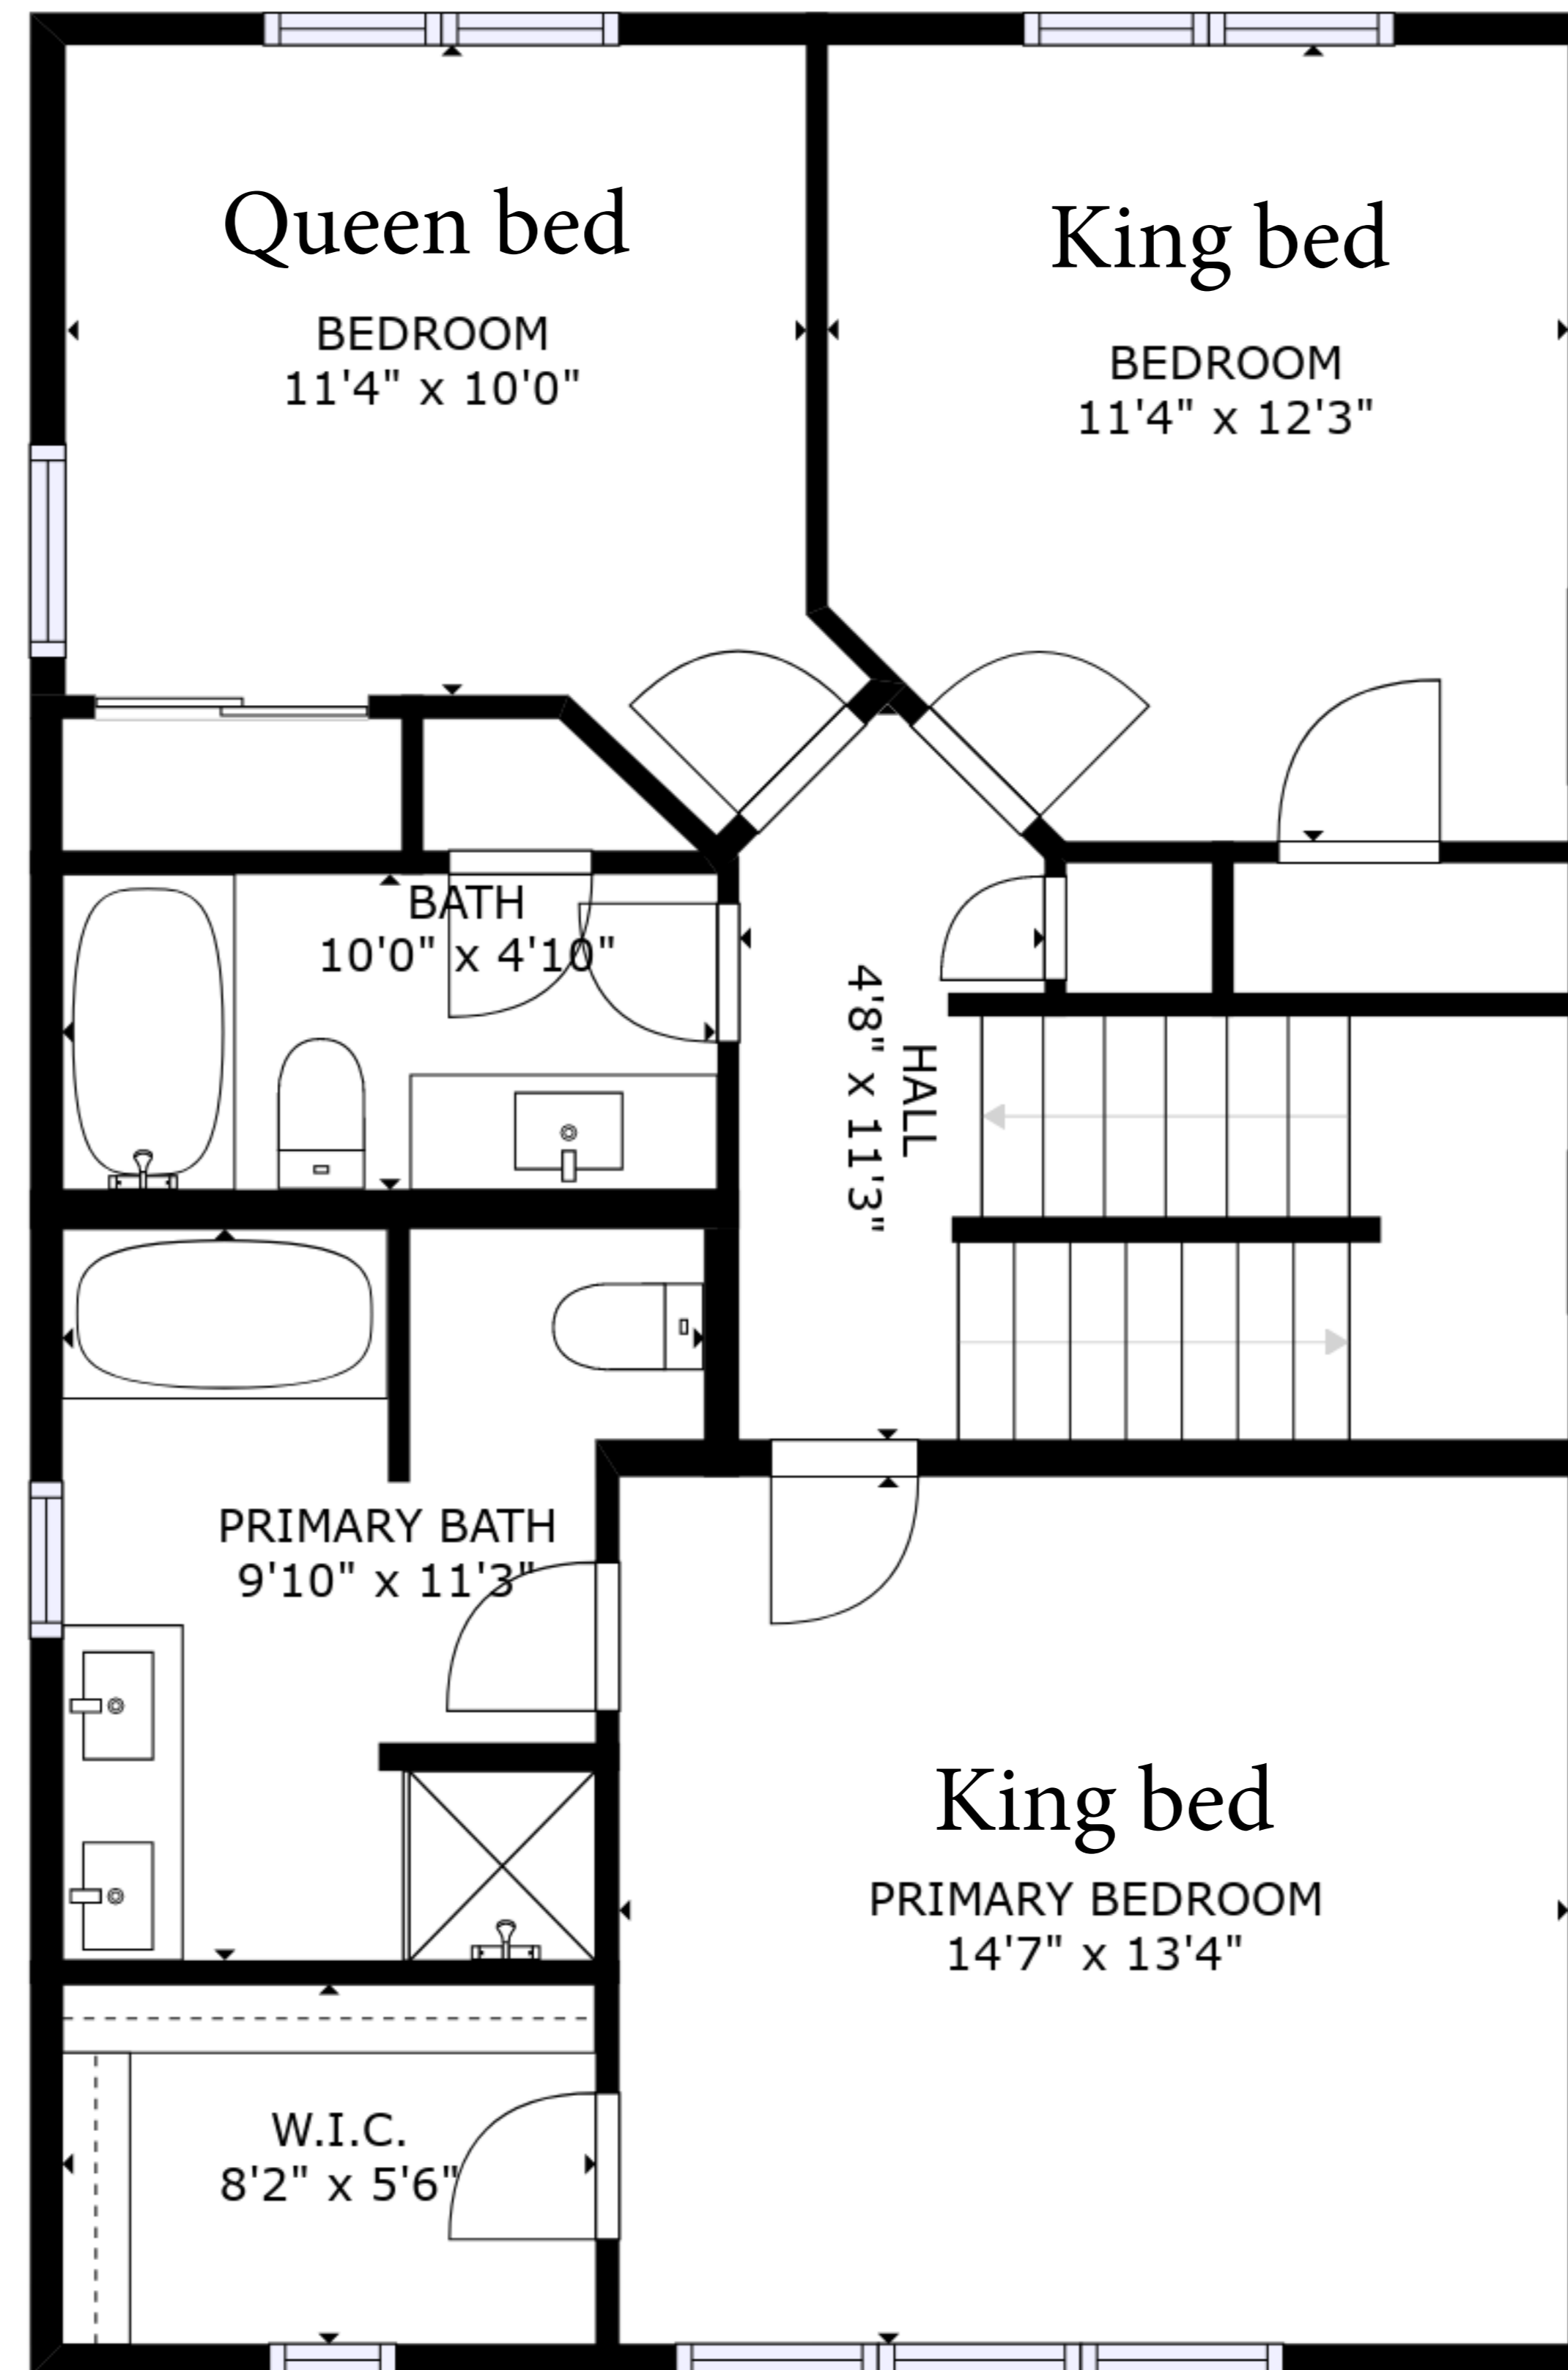 Queen bed
BEDROOM
11'4" x 10'0"
King bed
BEDROOM
11'4" x 12'3"
BATH
10'0" x 4'10"
HALL
4'8" x 11'3"
PRIMARY BATH
9'10" x 11'3"
King bed
PRIMARY BEDROOM
14'7" x 13'4"
W.I.C.
8'2" x 5'6"